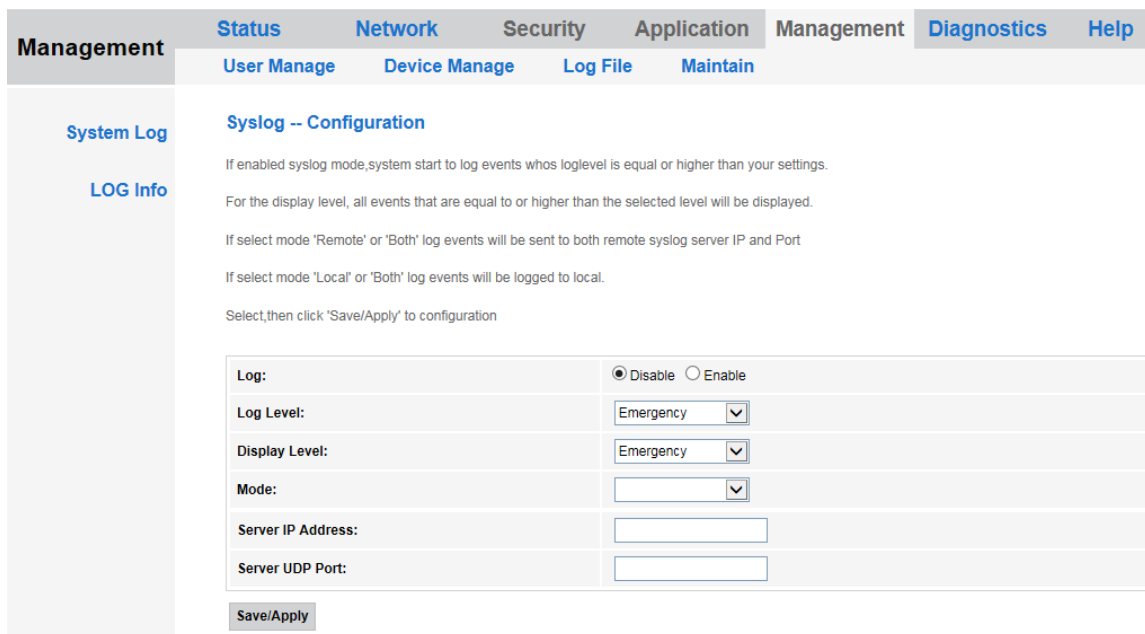 Management
Status Network Security Application Management Diagnostics Help
User Manage Device Manage Log File Maintain
System Log
LOG Info
Syslog -- Configuration
If enabled syslog mode,system start to log events whos loglevel is equal or higher than your settings.
For the display level, all events that are equal to or higher than the selected level will be displayed.
If select mode 'Remote' or 'Both' log events will be sent to both remote syslog server IP and Port
If select mode 'Local' or 'Both' log events will be logged to local.
Select,then click 'Save/Apply' to configuration
Log: Disable Enable
Log Level: Emergency
Display Level: Emergency
Mode:
Server IP Address:
Server UDP Port:
Save/Apply